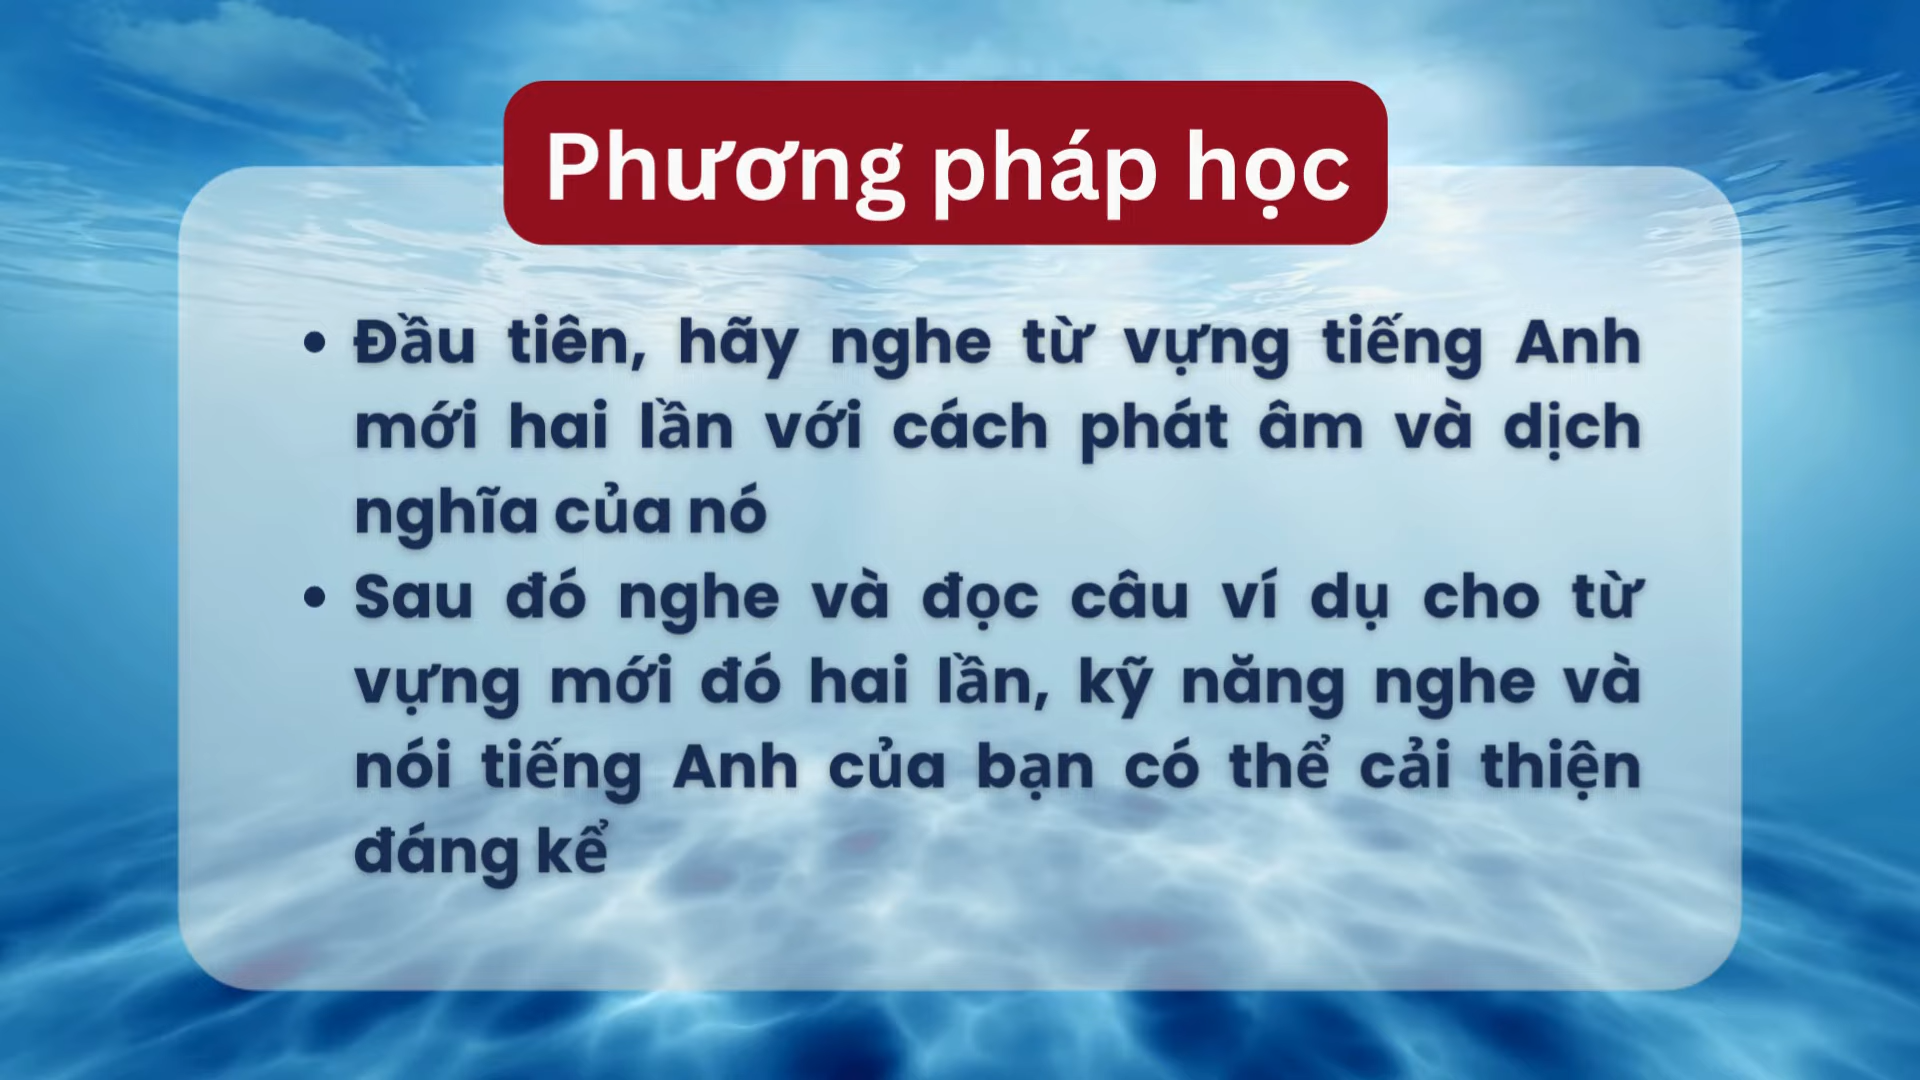 Phương pháp học
• Đầu tiên, hãy nghe từ vựng tiếng Anh
mới hai lần với cách phát âm và dịch
nghĩa của nó
• Sau đó nghe và đọc câu ví dụ cho từ
vựng mới đó hai lần, kỹ năng nghe và
nói tiếng Anh của bạn có thể cải thiện
đáng kể